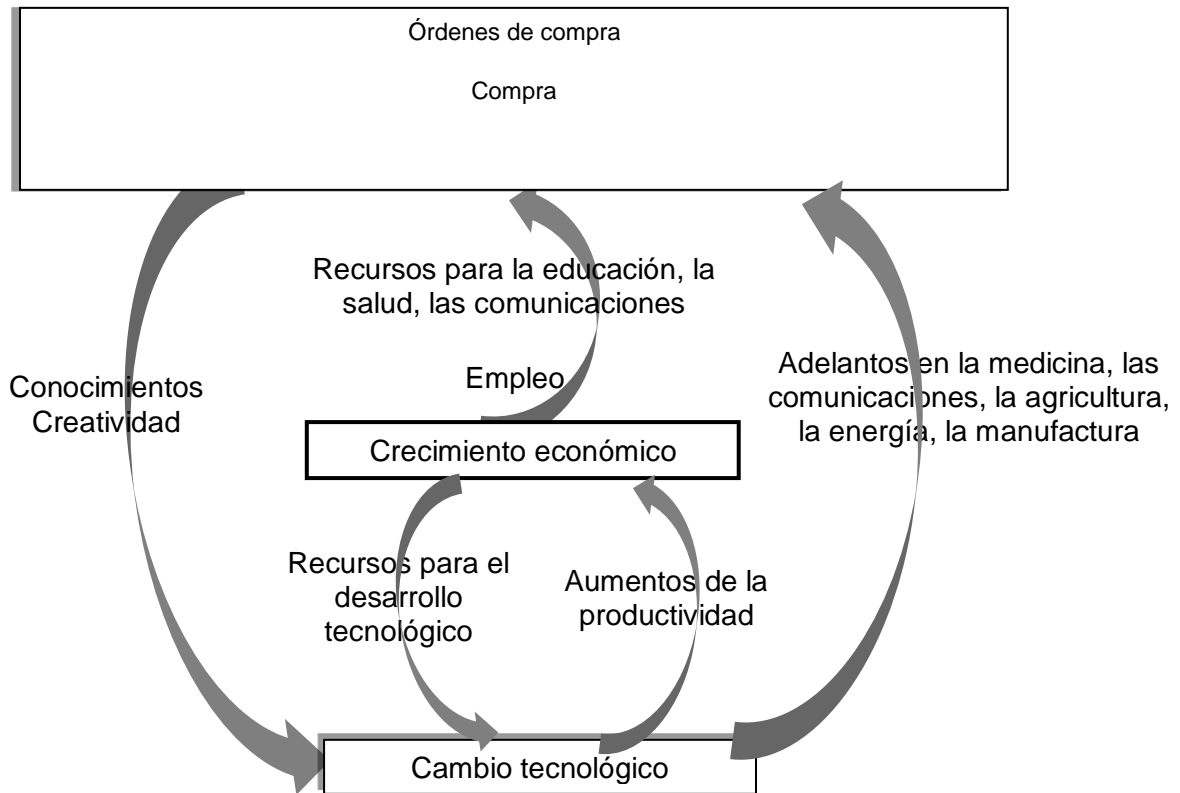 Órdenes de compra
Compra
Recursos para la educación, la
salud, las comunicaciones
Conocimientos
Creatividad
Empleo
Adelantos en la medicina, las
comunicaciones, la agricultura,
la energía, la manufactura
Crecimiento económico
Recursos para el
desarrollo
tecnológico
Aumentos de la
productividad
Cambio tecnológico